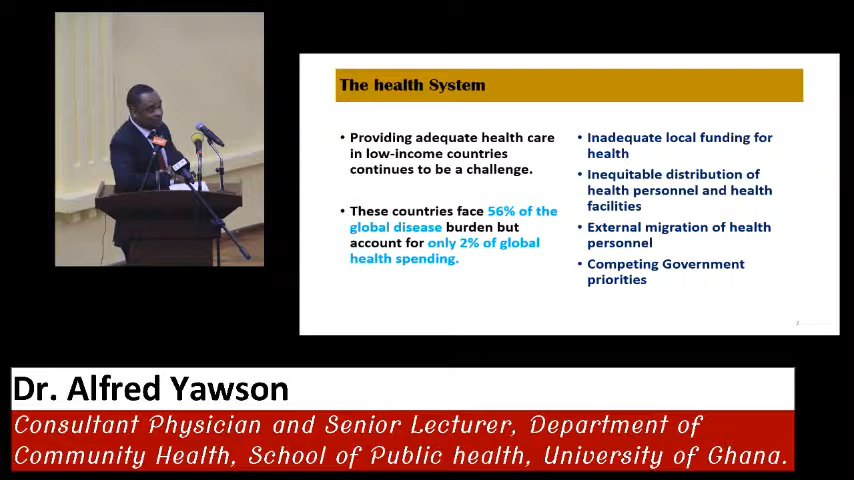 The health System
• Providing adequate health care
in low-income countries
continues to be a challenge.
• These countries face 56% of the
global disease burden but
account for only 2% of global
health spending.
• Inadequate local funding for
health
• Inequitable distribution of
health personnel and health
facilities
• External migration of health
personnel
• Competing Government
priorities
3
Dr. Alfred Yawson
Consultant Physician and Senior Lecturer, Department of
Community Health, School of Public health, University of Ghana.